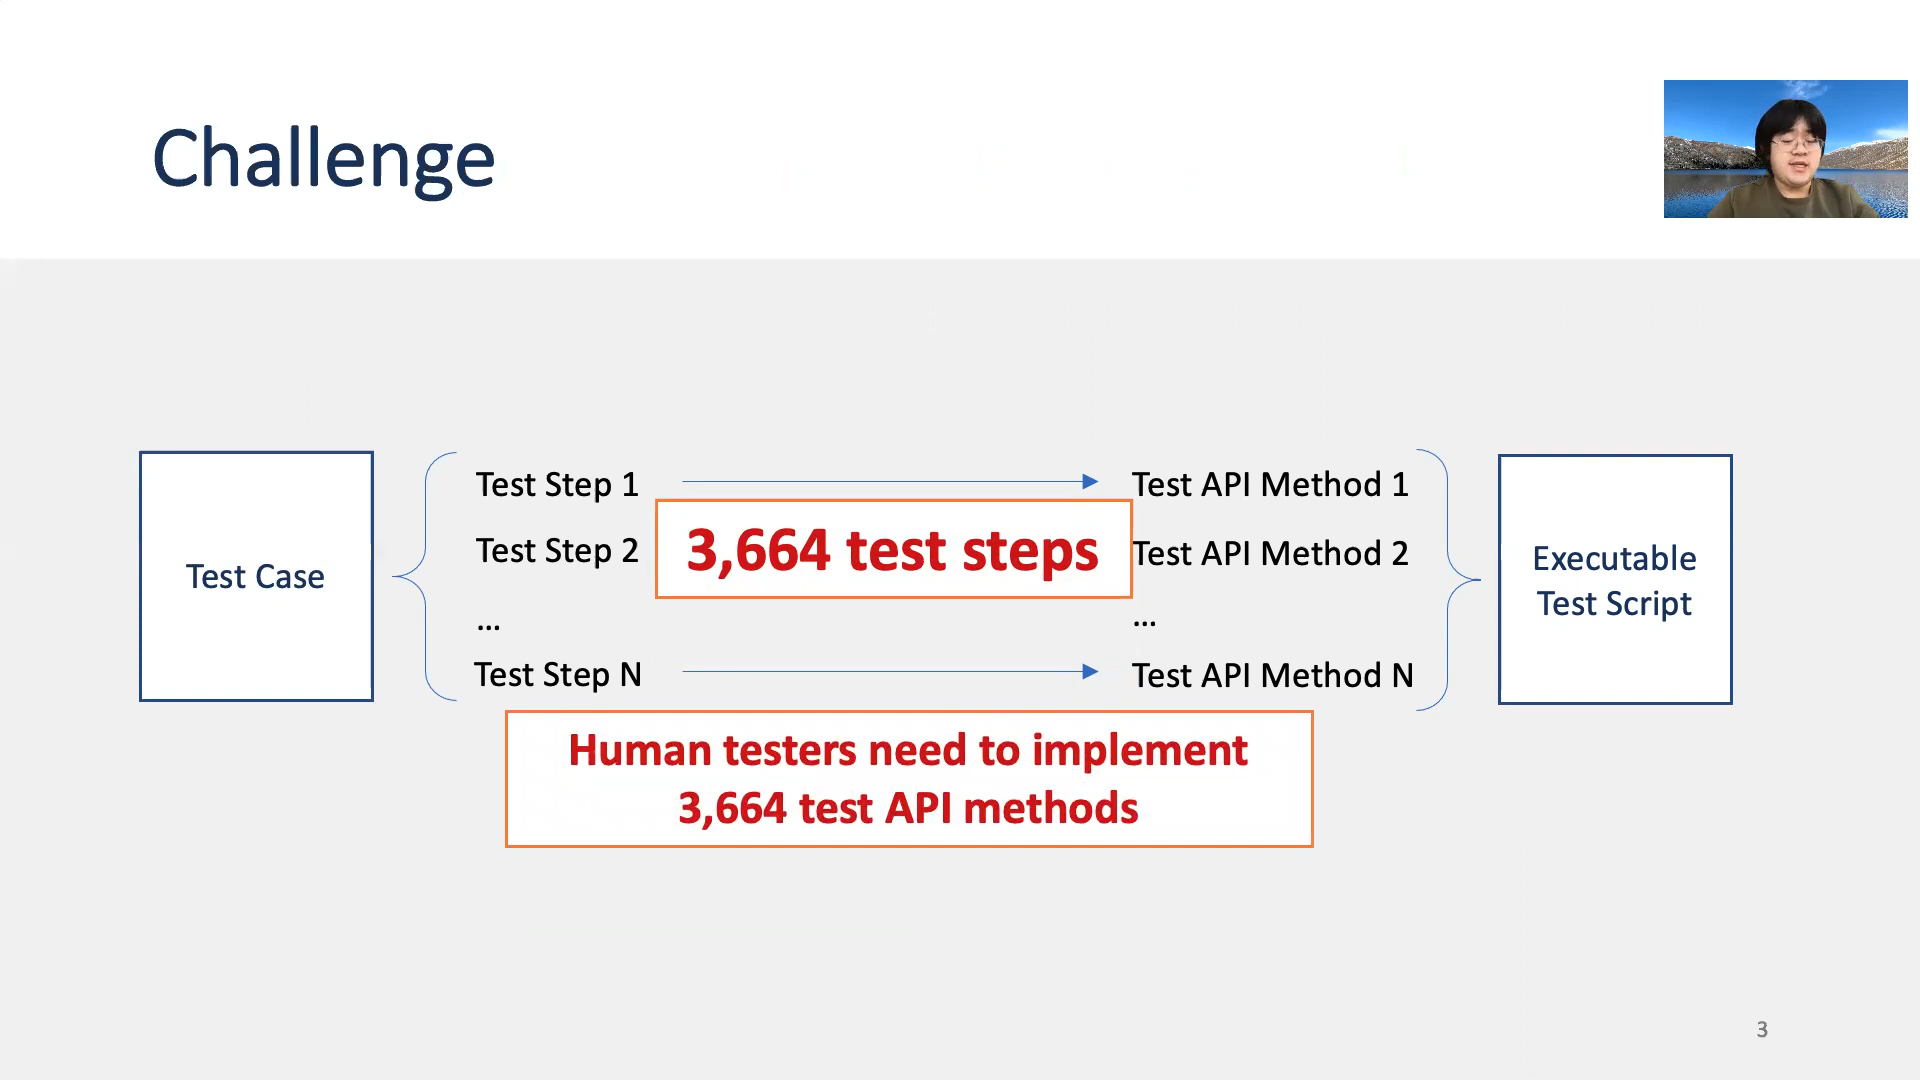 Challenge
Test Case
Test Step 1
Test Step 2
...
Test Step N
3,664 test steps
Test API Method 1
Test API Method 2
...
Test API Method N
Executable
Test Script
Human testers need to implement
3,664 test API methods
3